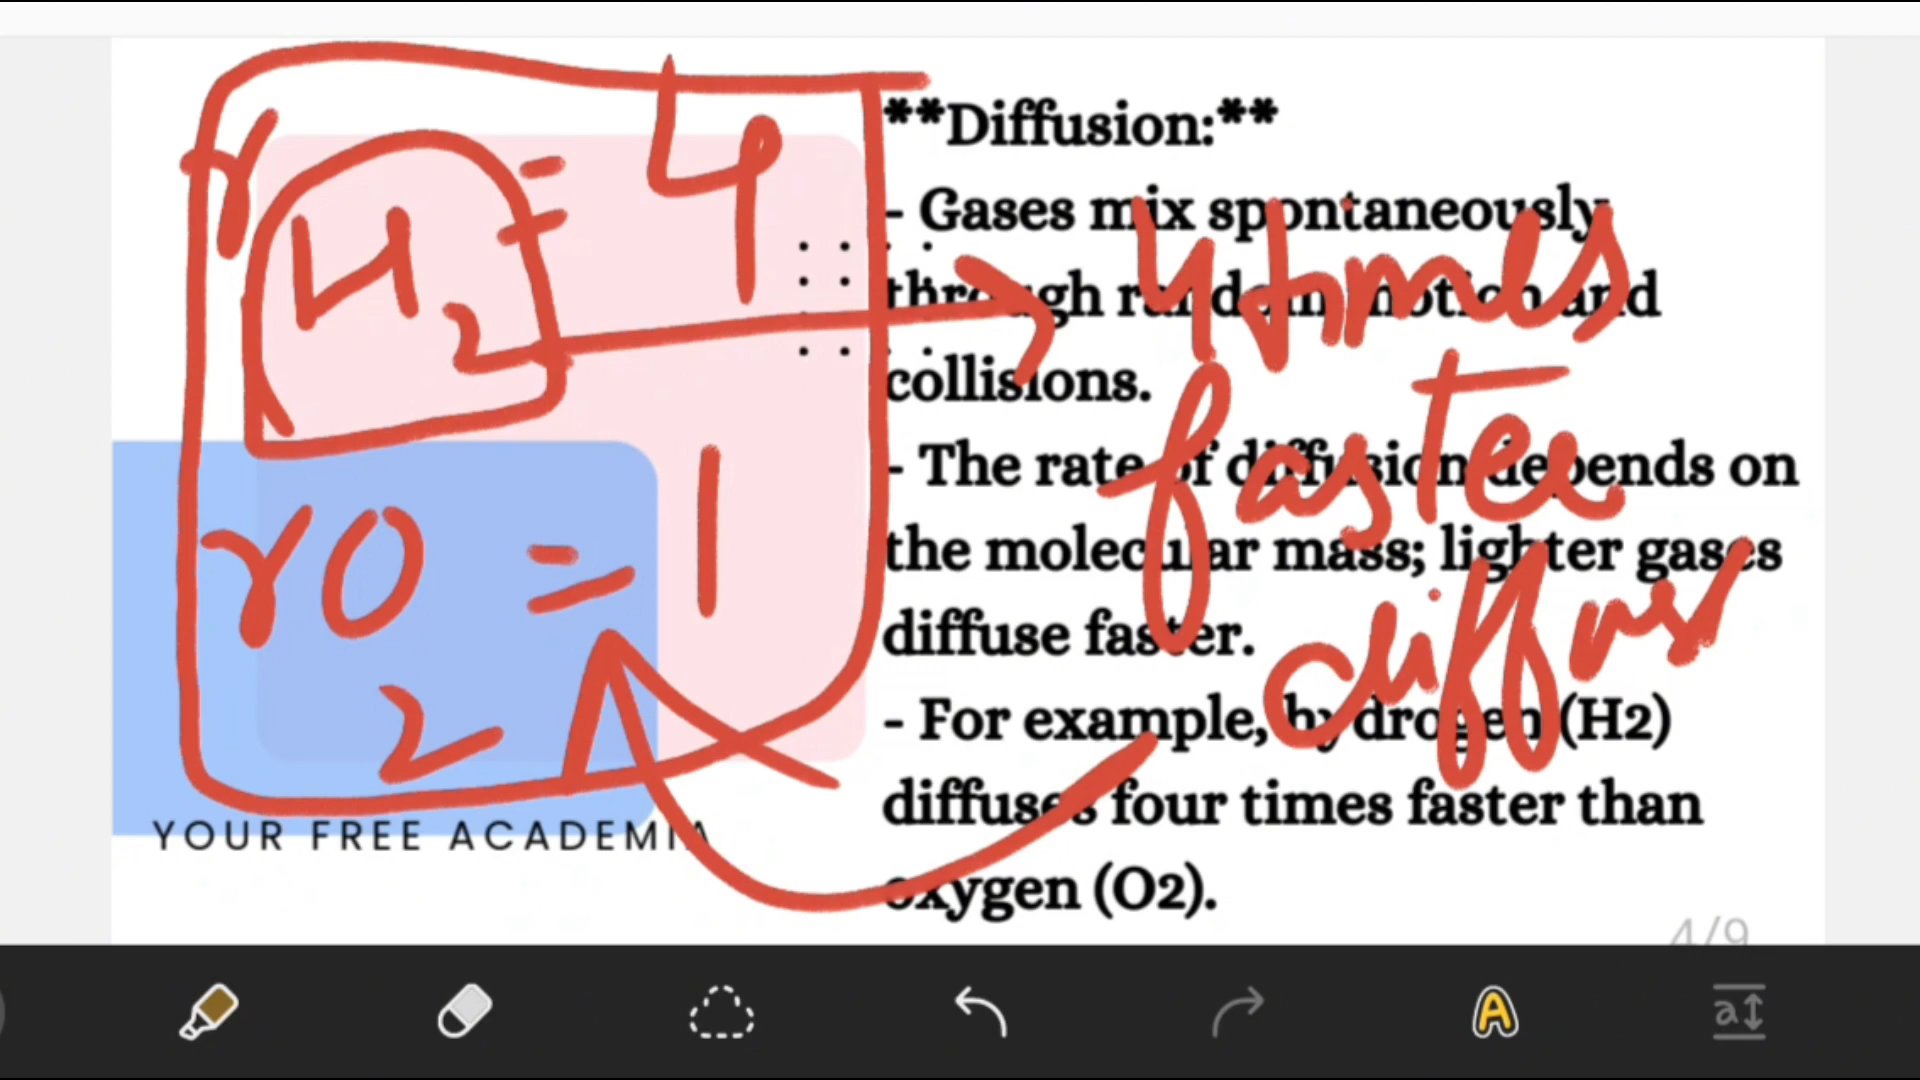 **Diffusion:**
- Gases mix spontaneously
through random motion and
collisions.
- The rate of diffusion depends on
the molecular mass; lighter gases
diffuse faster.
- For example, hydrogen (H2)
diffuses four times faster than
oxygen (O2).
r H2 = 4
rO2 = 1
4 times
faster
YOUR FREE ACADEMIA
4/9
A
a